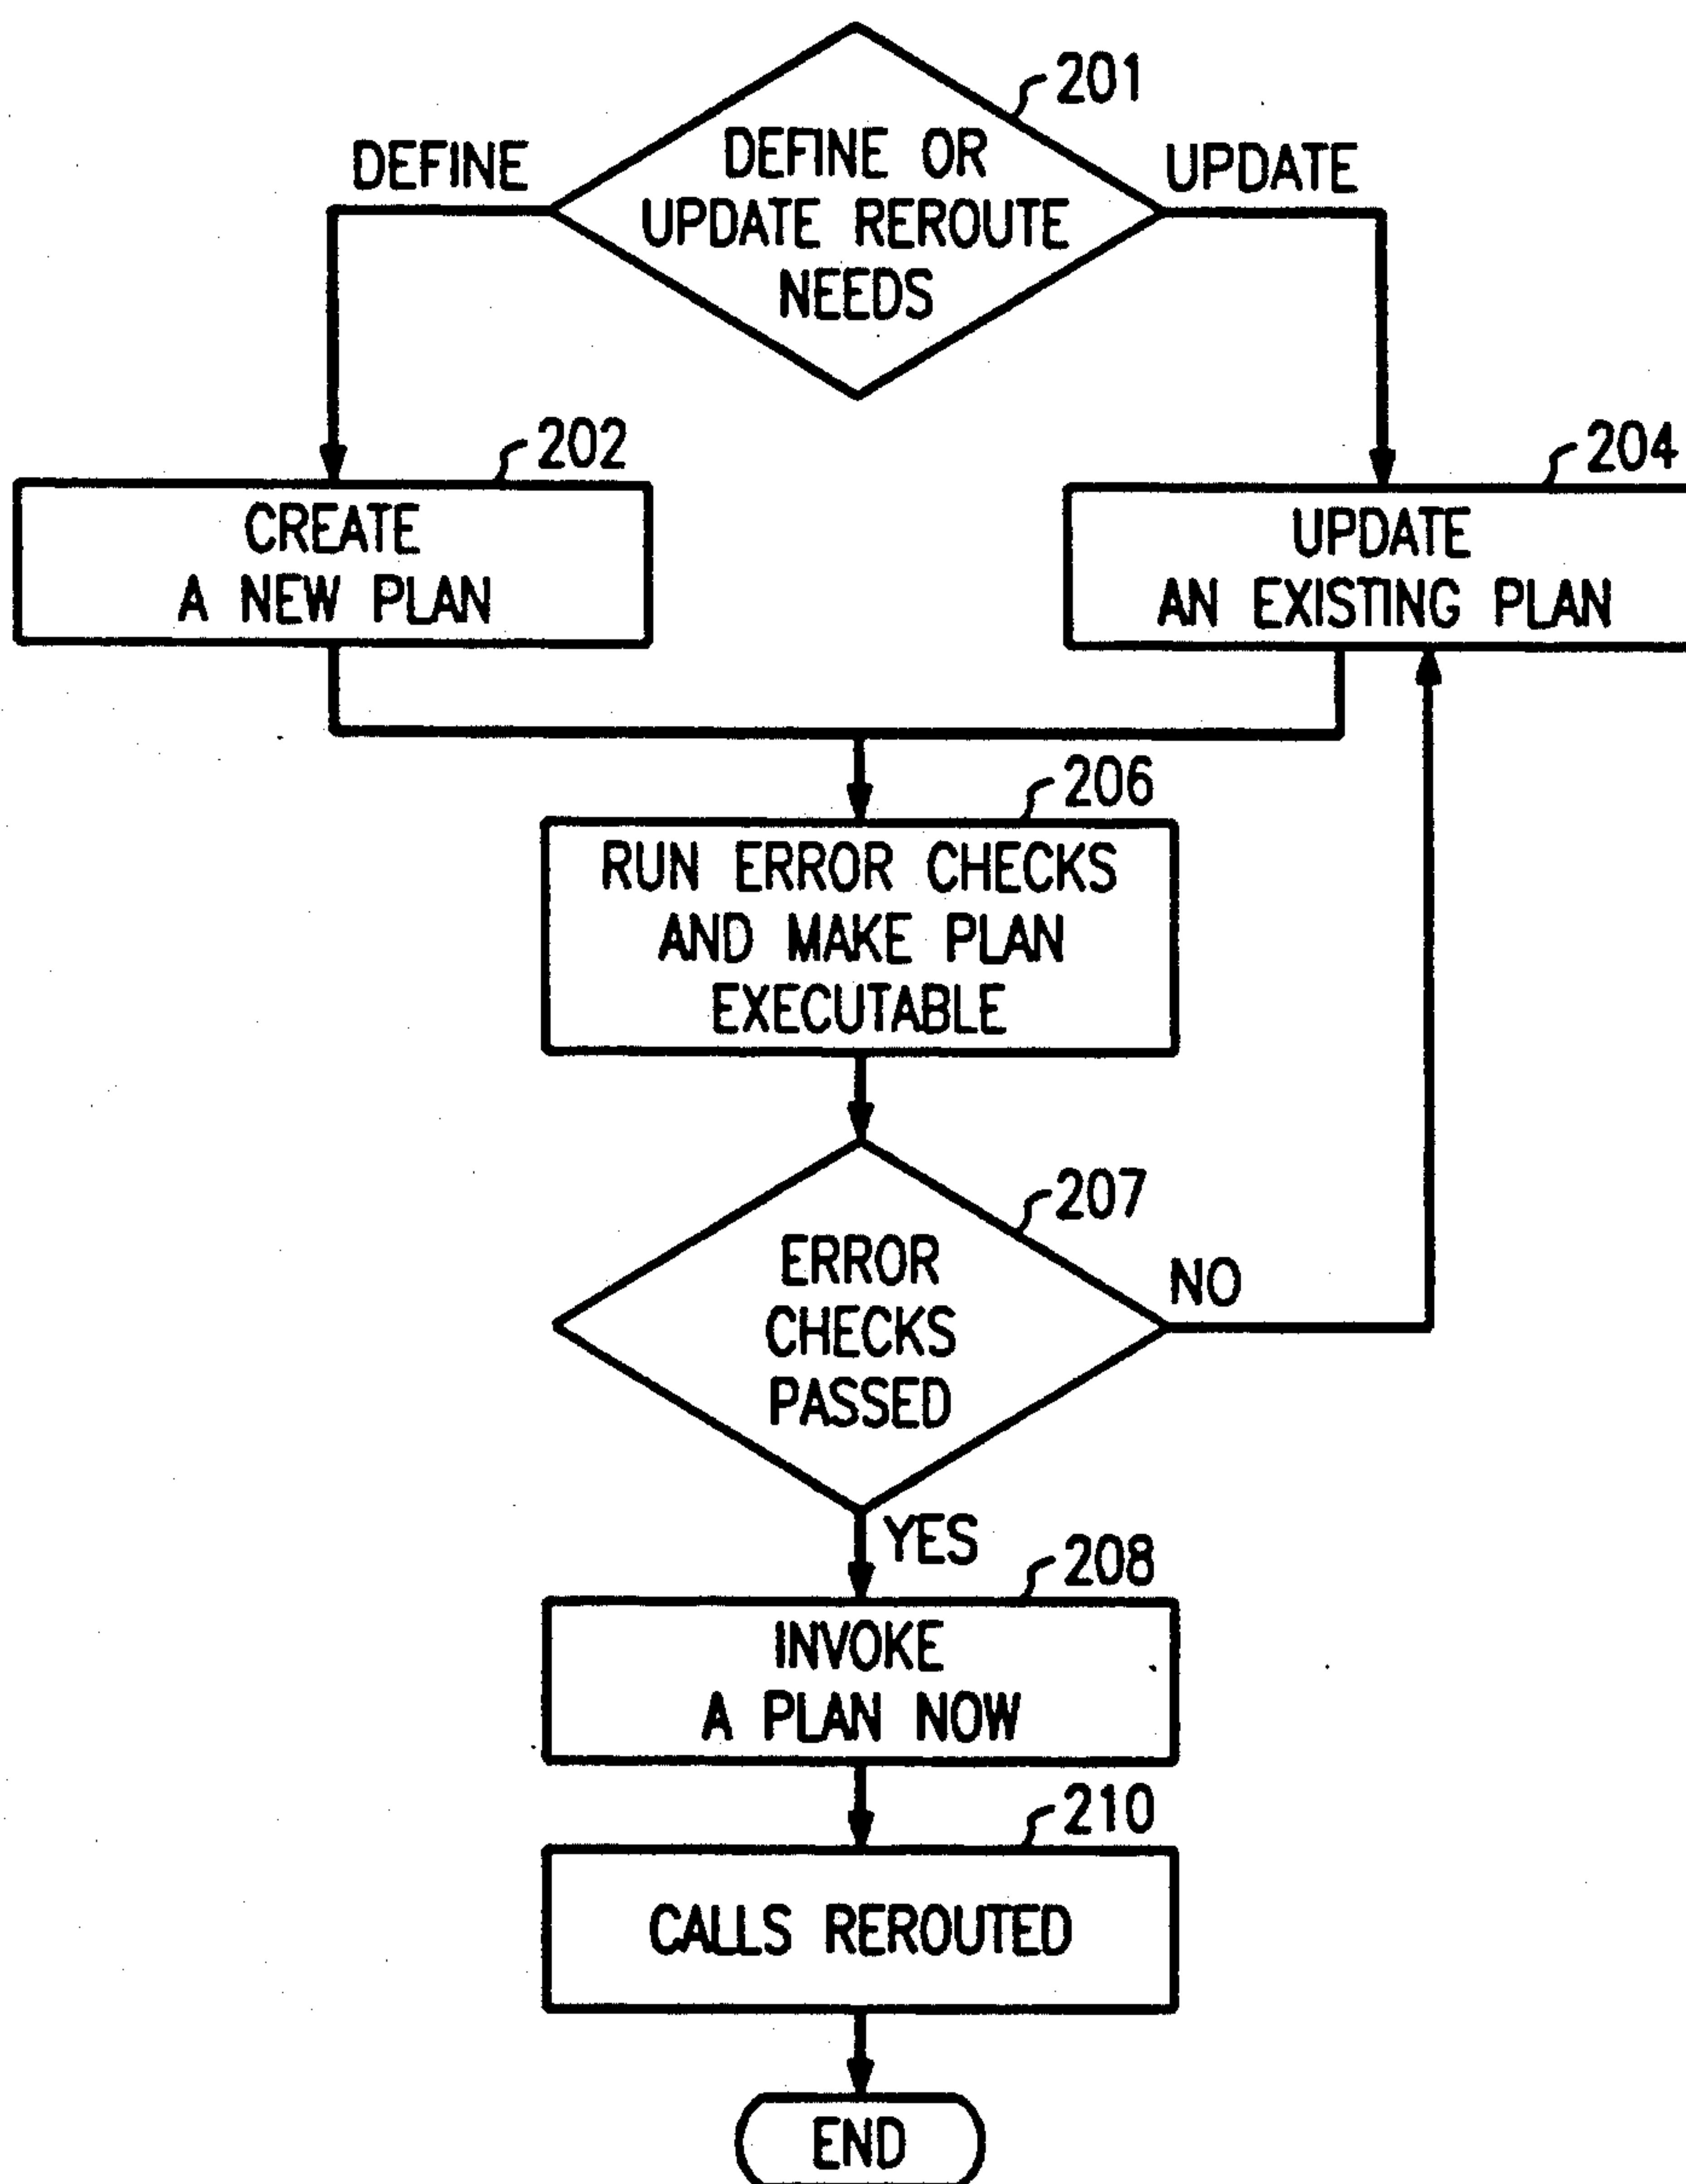 201
DEFINE
DEFINE OR
UPDATE REROUTE
NEEDS
UPDATE
202
CREATE
A NEW PLAN
204
UPDATE
AN EXISTING PLAN
206
RUN ERROR CHECKS
AND MAKE PLAN
EXECUTABLE
207
ERROR
CHECKS
PASSED
NO
YES
208
INVOKE
A PLAN NOW
210
CALLS REROUTED
END